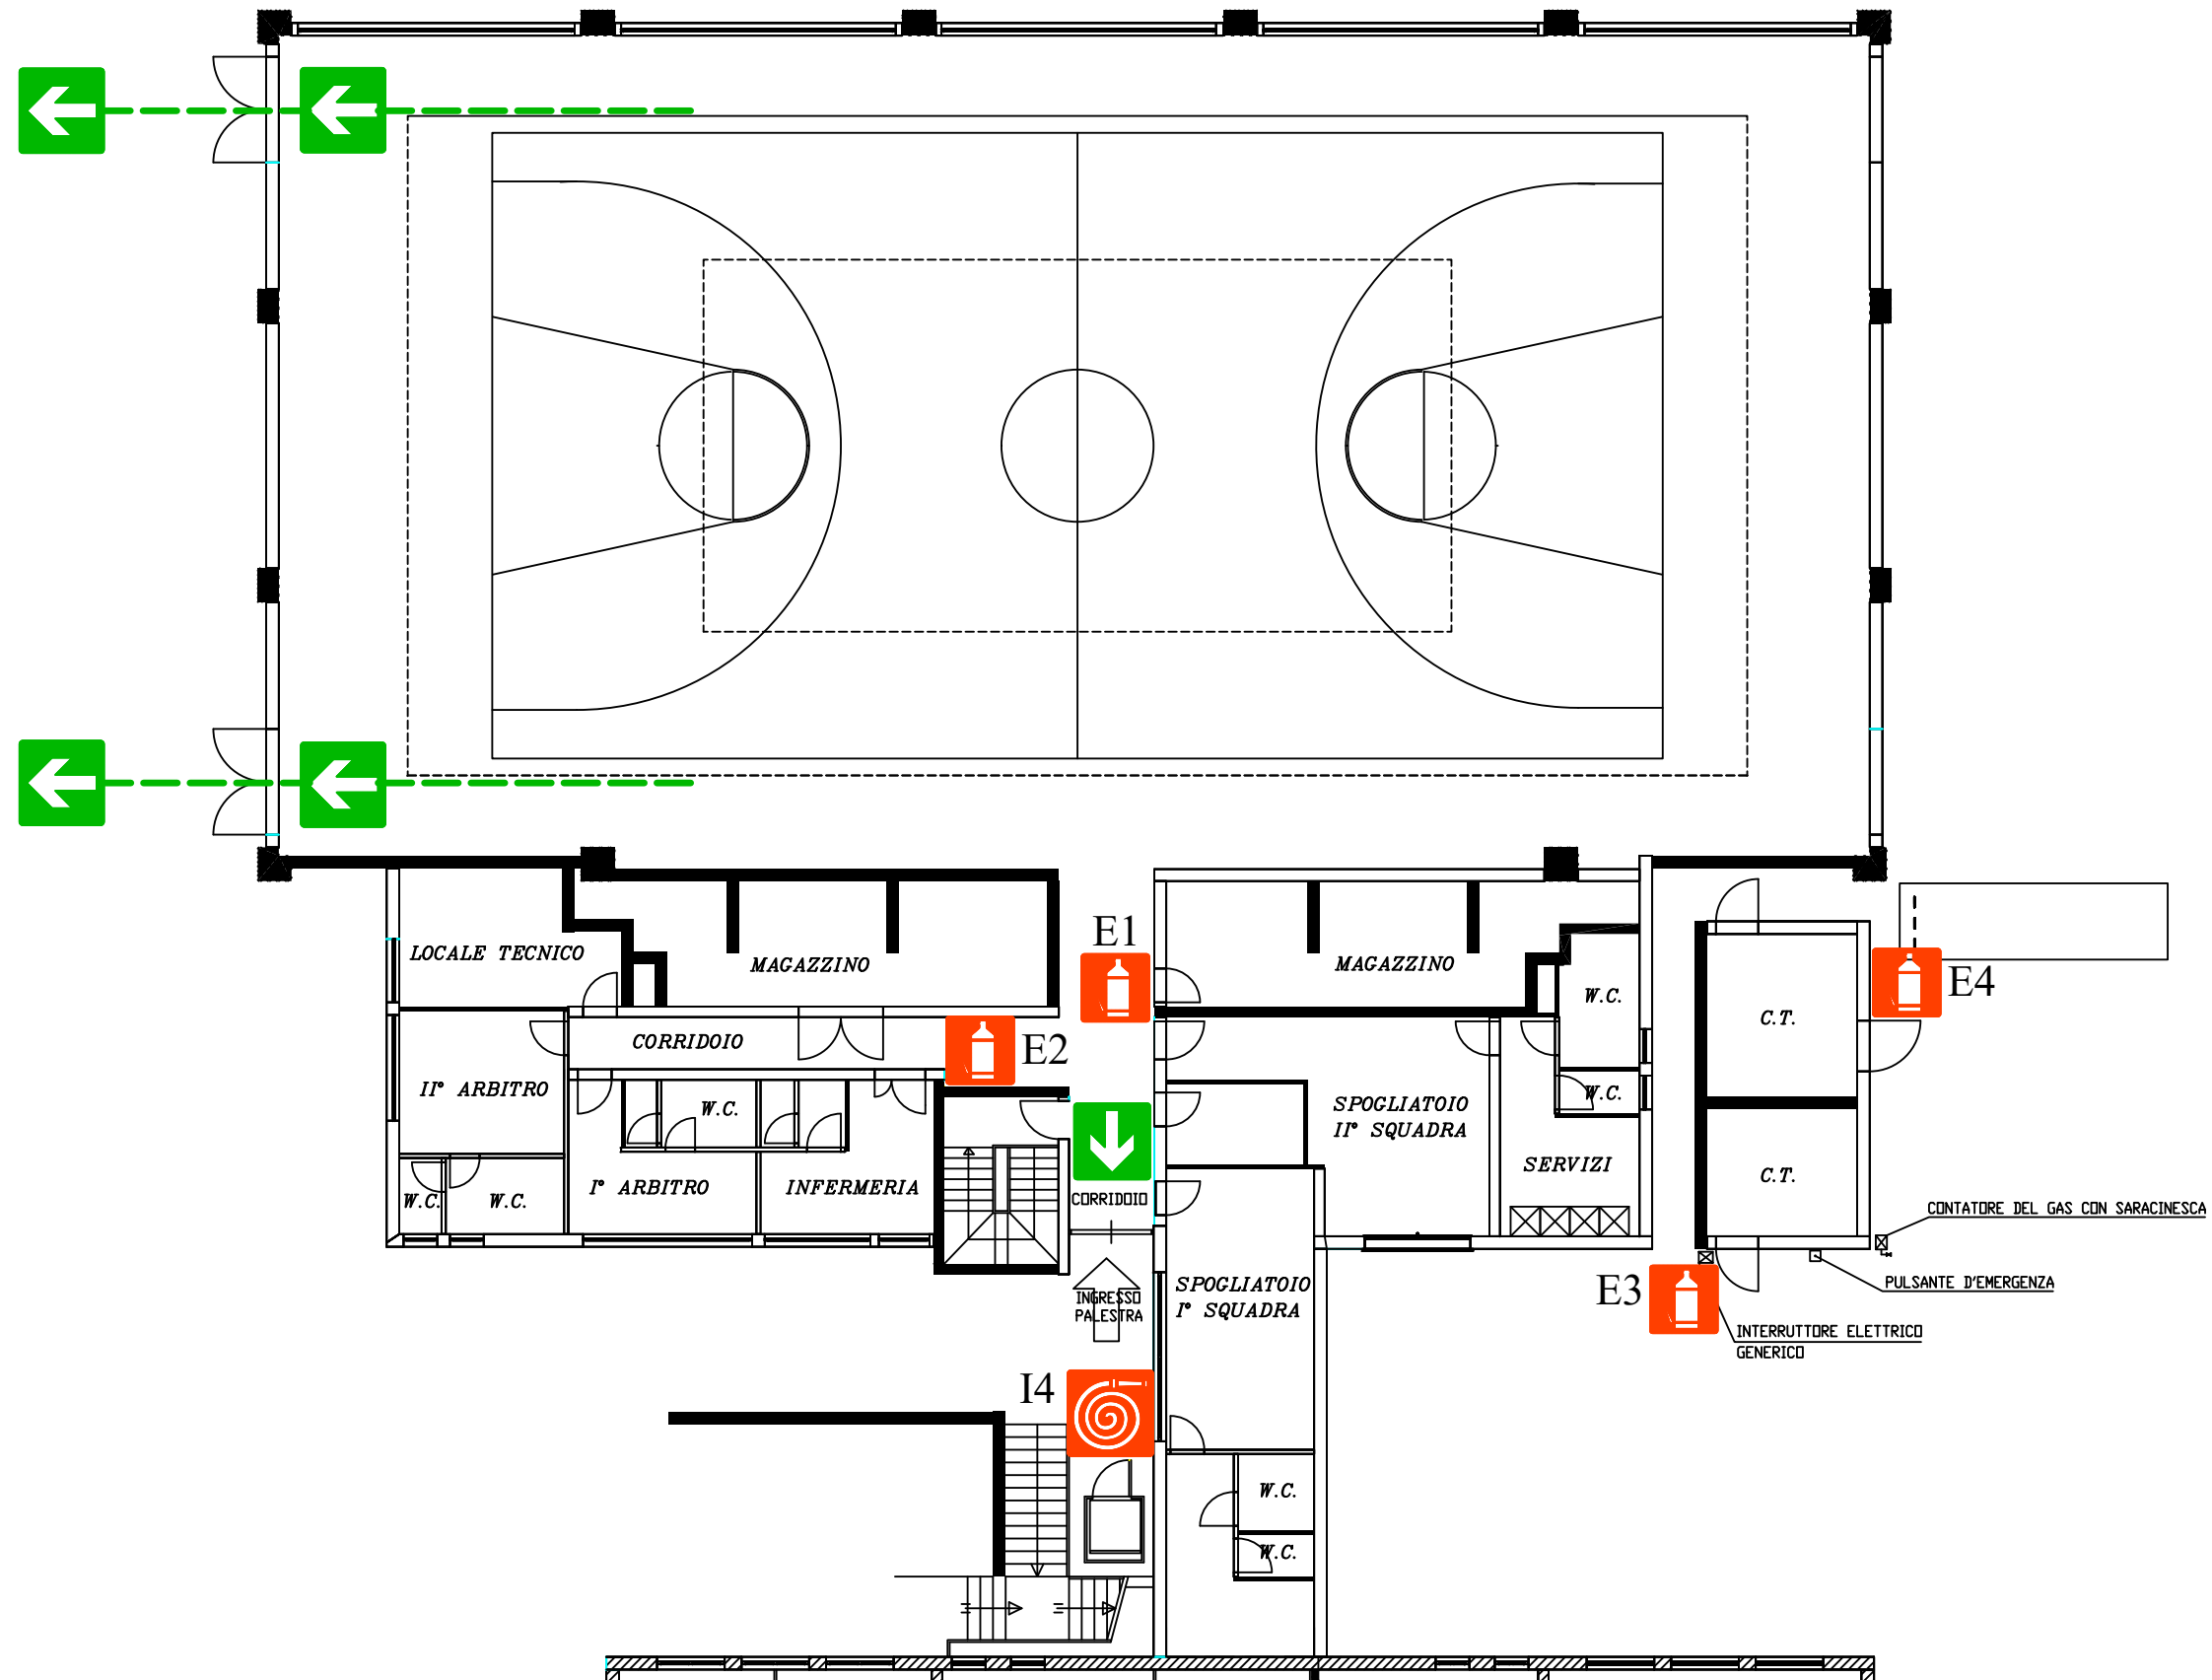 E1
LOCALE TECNICO
MAGAZZINO
MAGAZZINO
E4
W.C.
C.T.
CORRIDOIO
E2
II° ARBITRO
W.C.
SPOGLIATOIO
II° SQUADRA
W.C.
SERVIZI
C.T.
W.C.
W.C.
I° ARBITRO
INFERMERIA
CORRIDOIO
CONTATORE DEL GAS CON SARACINESCA
PULSANTE D'EMERGENZA
INGRESSO
PALESTRA
SPOGLIATOIO
I° SQUADRA
E3
INTERRUTTORE ELETTRICO
GENERICO
I4
W.C.
W.C.